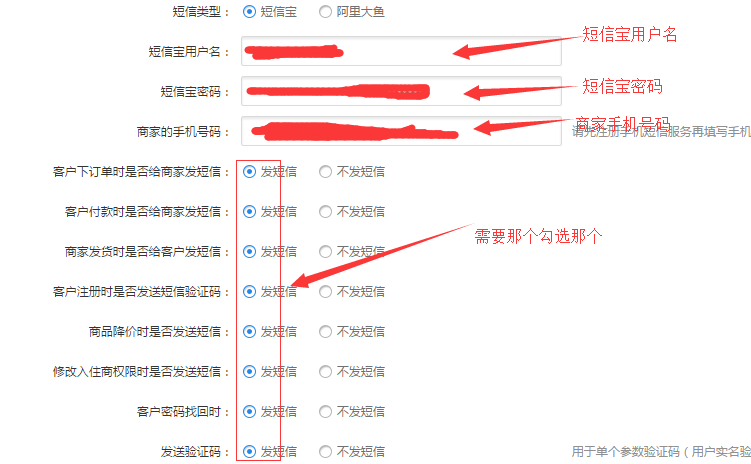 短信类型： 短信宝 阿里大鱼
短信宝用户名： 短信宝用户名
短信宝密码： 短信宝密码
商家的手机号码： 商家手机号码 请先注册手机短信服务再填写手机
客户下订单时是否给商家发短信： 发短信 不发短信
客户付款时是否给商家发短信： 发短信 不发短信
需要那个勾选那个
商家发货时是否给客户发短信： 发短信 不发短信
客户注册时是否发送短信验证码： 发短信 不发短信
商品降价时是否发送短信： 发短信 不发短信
修改入住商权限时是否发送短信： 发短信 不发短信
客户密码找回时： 发短信 不发短信
发送验证码： 发短信 不发短信 用于单个参数验证码（用户实名验